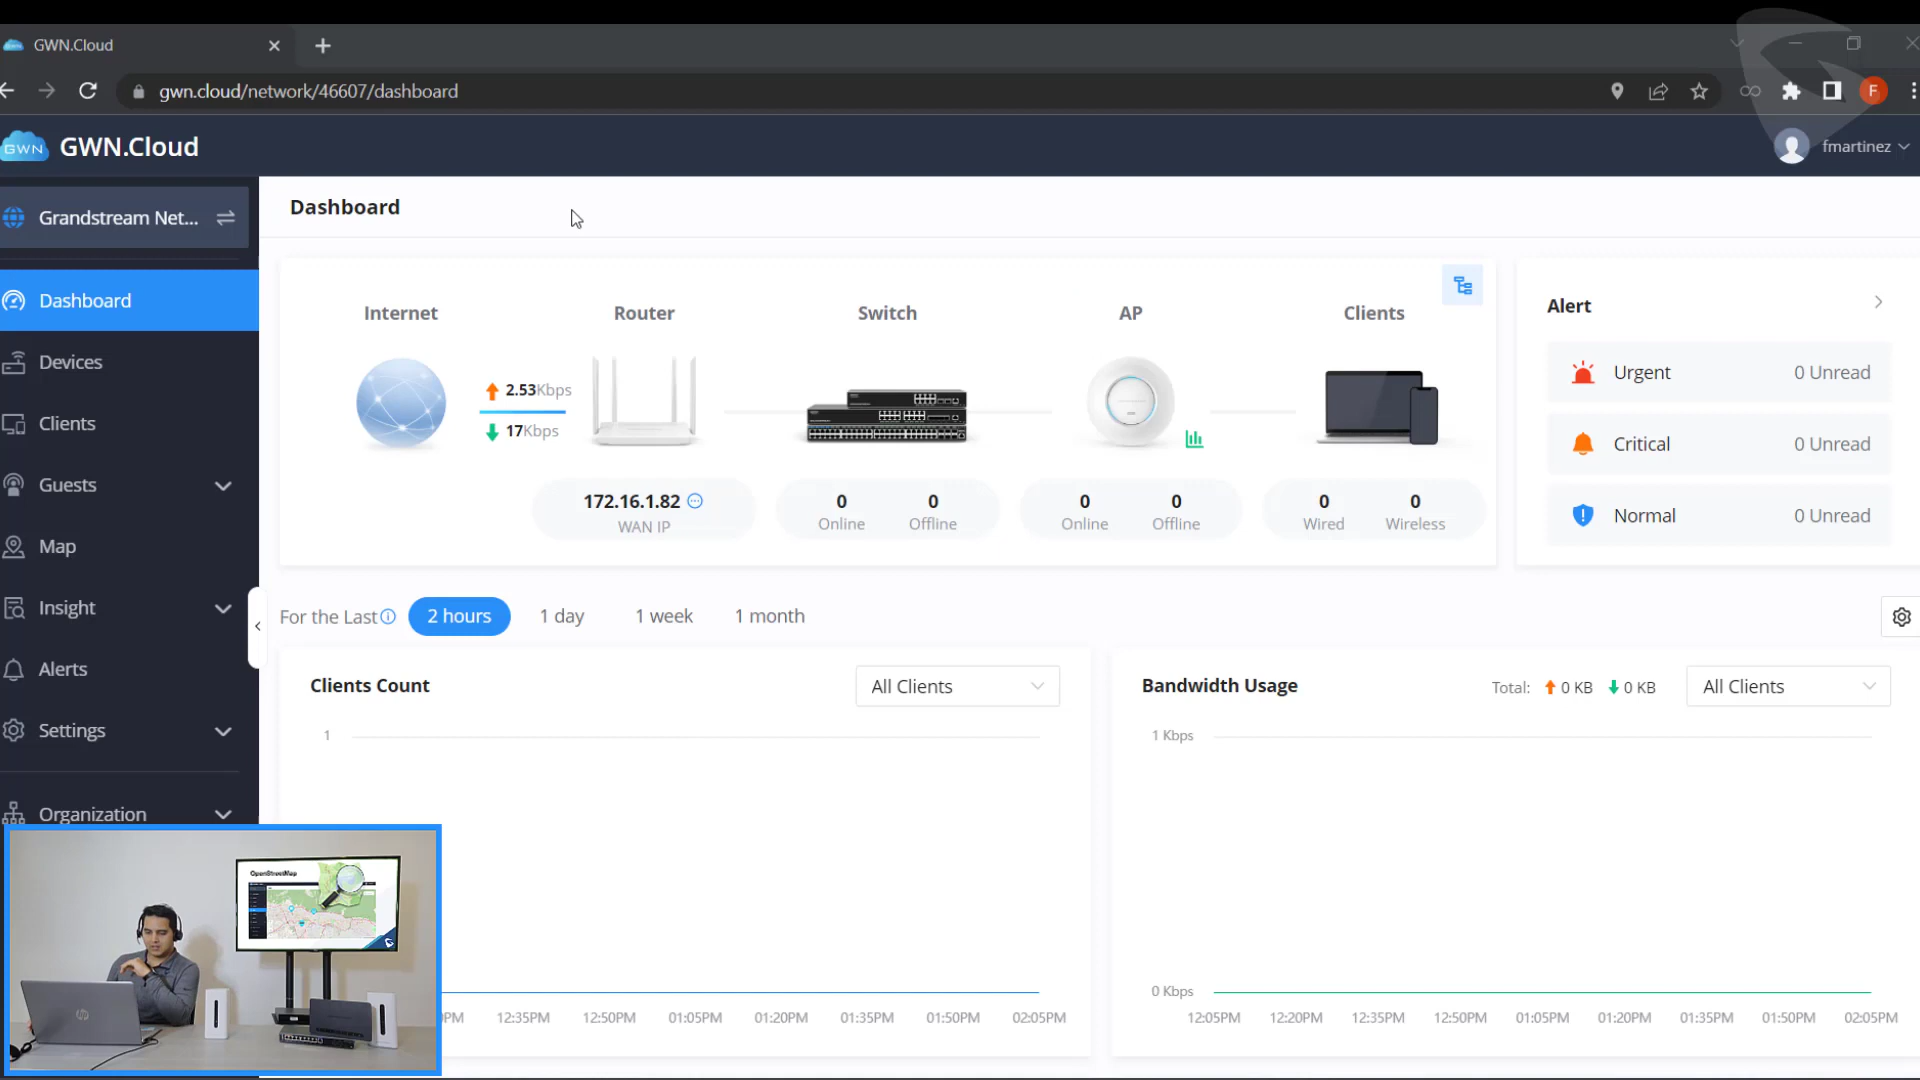 GWN.Cloud
gwn.cloud/network/46607/dashboard
F
GWN
GWN.Cloud
fmartinez
Grandstream Net...
Dashboard
Dashboard
Devices
Clients
Guests
Map
Insight
Alerts
Settings
Organization
Internet
Router
Switch
AP
Clients
2.53Kbps
17Kbps
172.16.1.82
WAN IP
0
Online
0
Offline
0
Online
0
Offline
0
Wired
0
Wireless
Alert
Urgent
0 Unread
Critical
0 Unread
Normal
0 Unread
For the Last
2 hours
1 day
1 week
1 month
Clients Count
All Clients
1
PM
12:35PM
12:50PM
01:05PM
01:20PM
01:35PM
01:50PM
02:05PM
Bandwidth Usage
Total:
0 KB
0 KB
All Clients
1 Kbps
0 Kbps
12:05PM
12:20PM
12:35PM
12:50PM
01:05PM
01:20PM
01:35PM
01:50PM
02:05PM
OpenStreetMap
hp